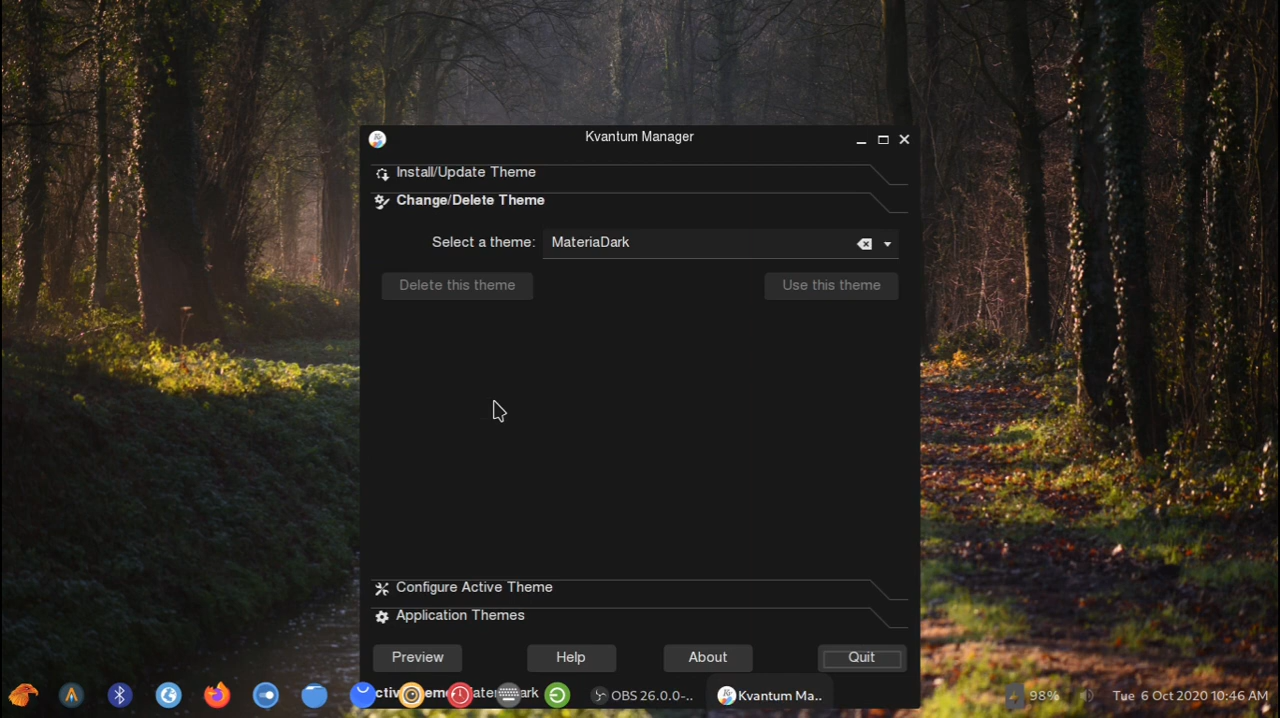 Kvantum Manager
Install/Update Theme
Change/Delete Theme
Select a theme: MateriaDark
Delete this theme Use this theme
Configure Active Theme
Application Themes
Preview Help About Quit
OBS 26.0.0-.. Kvantum Ma.. 98% Tue 6 Oct 2020 10:46 AM